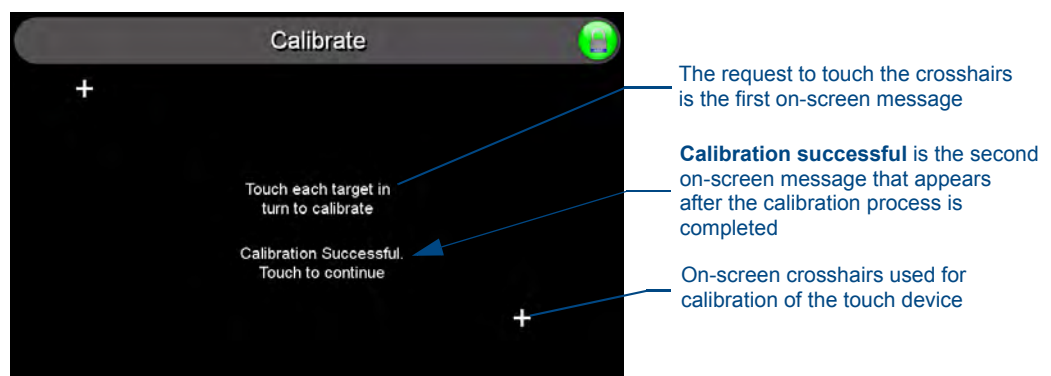 Calibrate
The request to touch the crosshairs
is the first on-screen message
Touch each target in
turn to calibrate
Calibration successful is the second
on-screen message that appears
after the calibration process is
completed
Calibration Successful.
Touch to continue
On-screen crosshairs used for
calibration of the touch device